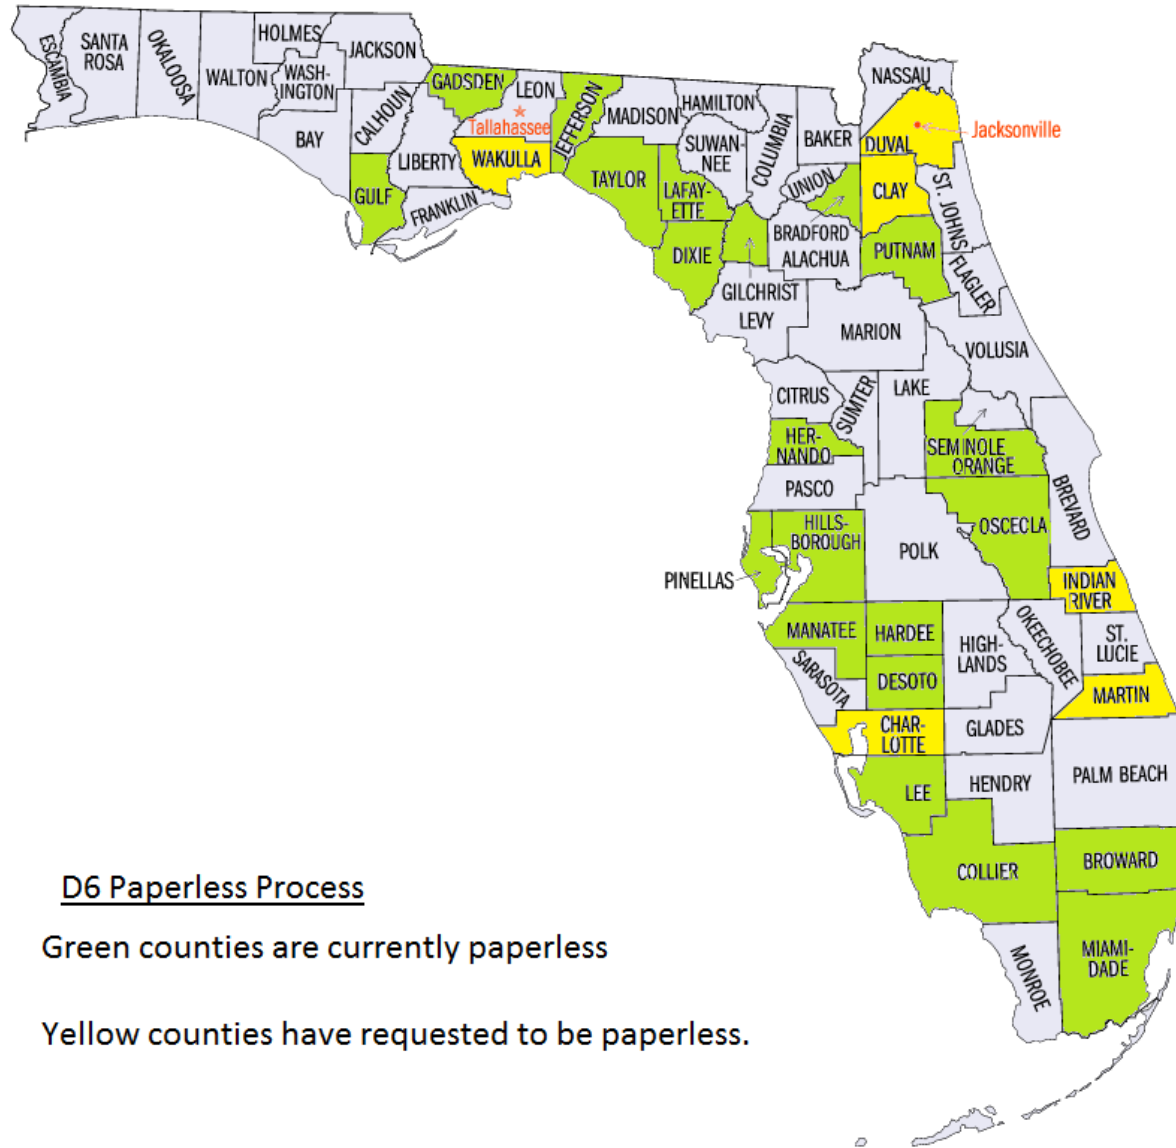 HOLMES
JACKSON
ESCAMBIA
SANTA
ROSA
OKALOOSA
WALTON
WASH-
INGTON
BAY
CALHOUN
GULF
LIBERTY
FRANKLIN
GADSDEN
LEON
Tallahassee
WAKULLA
JEFFERSON
MADISON
TAYLOR
HAMILTON
SUWAN-
NEE
LAFAY-
ETTE
DIXIE
COLUMBIA
BAKER
UNION
BRADFORD
ALACHUA
GILCHRIST
LEVY
NASSAU
DUVAL
Jacksonville
CLAY
ST. JOHNS
PUTNAM
FLAGLER
MARION
VOLUSIA
CITRUS
SUMTER
LAKE
HER-
NANDO
SEMINOLE
ORANGE
PASCO
BREVARD
HILLS-
BOROUGH
POLK
OSCECLA
PINELLAS
INDIAN
RIVER
MANATEE
HARDEE
HIGH-
LANDS
OKEECHOBEE
ST.
LUCIE
SARASOTA
DESOTO
MARTIN
CHAR-
LOTTE
GLADES
LEE
HENDRY
PALM BEACH
COLLIER
BROWARD
MONROE
MIAMI-
DADE
D6 Paperless Process
Green counties are currently paperless
Yellow counties have requested to be paperless.